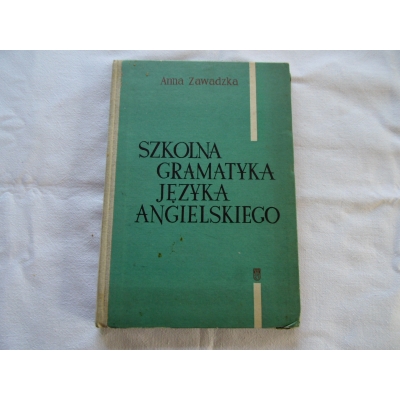 Anna Zawadzka
SZKOLNA
GRAMATYKA
JĘZYKA
ANGIELSKIEGO